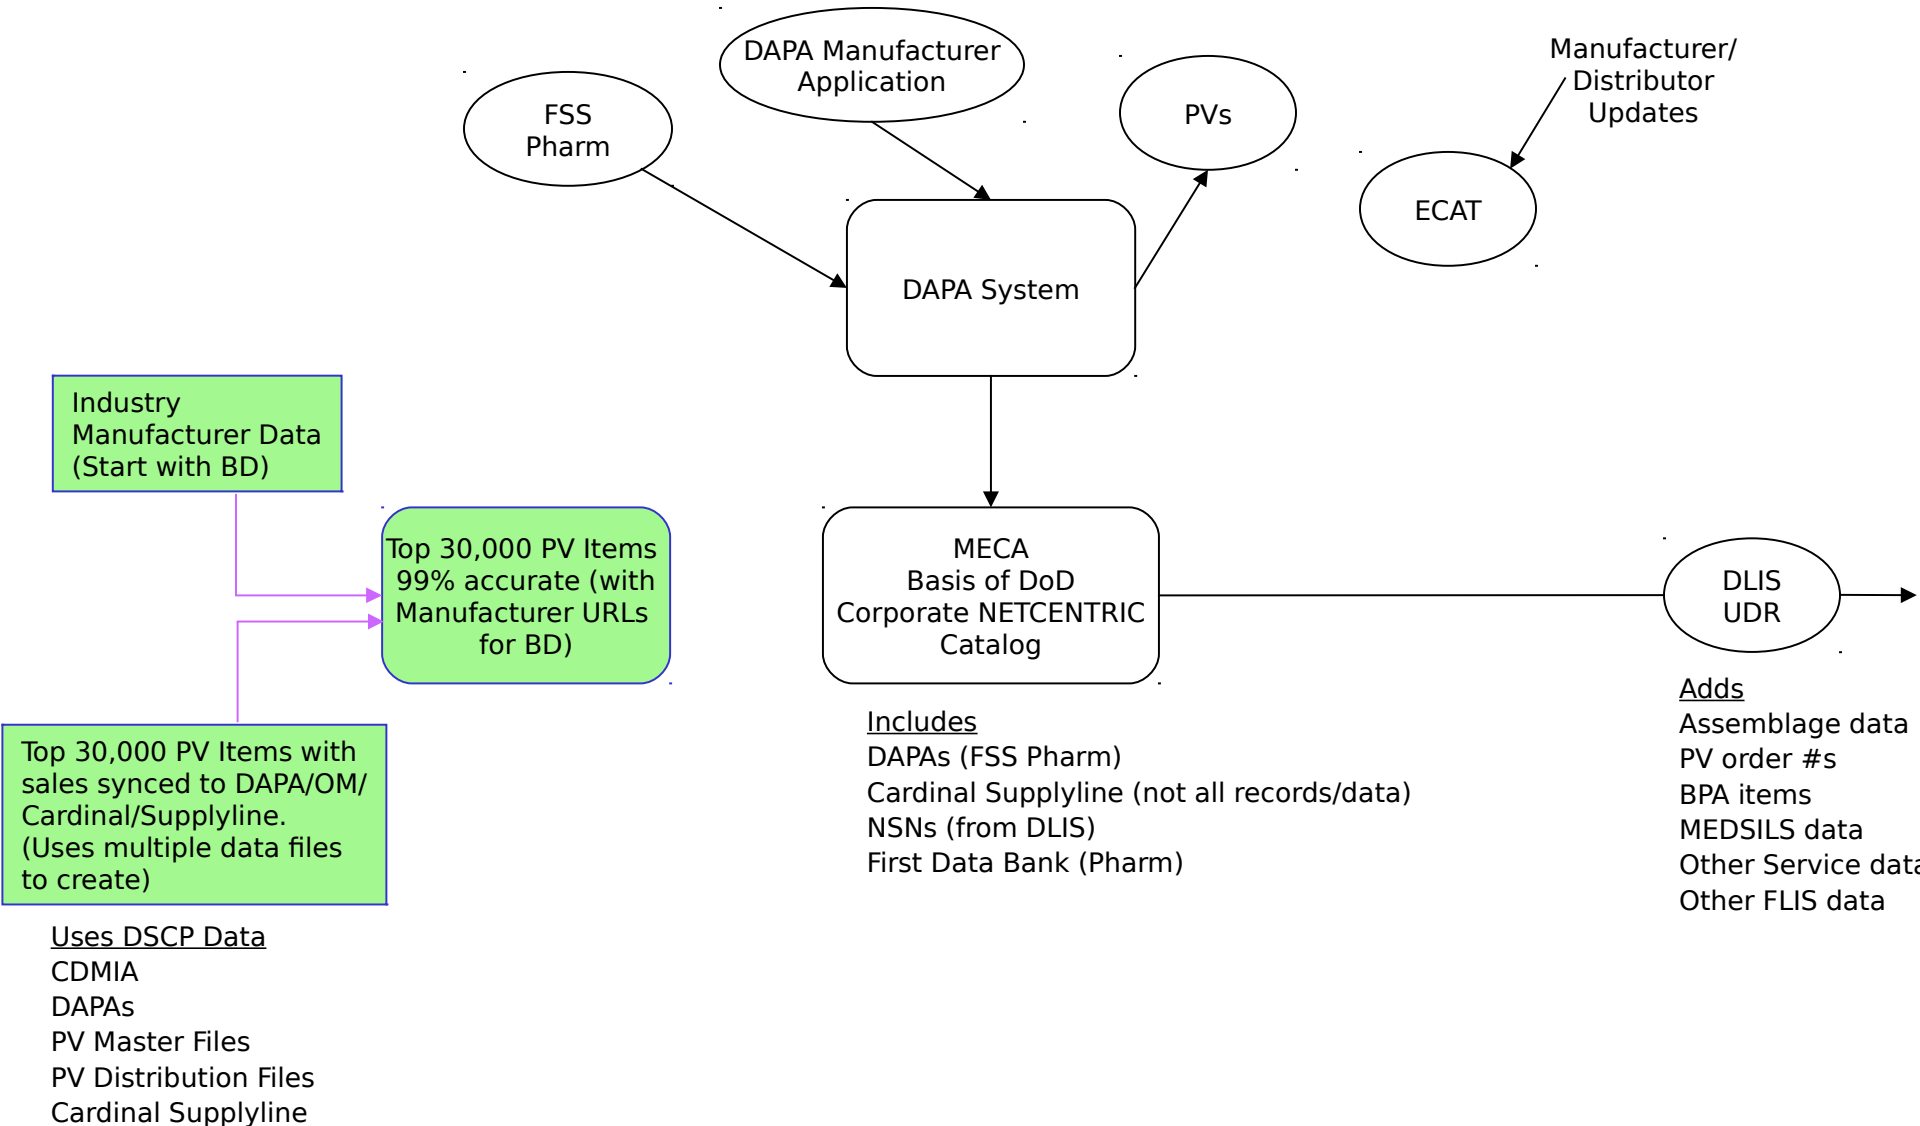 DAPA Manufacturer
Application
Manufacturer/
Distributor
Updates
FSS
Pharm
PVs
ECAT
DAPA System
Industry
Manufacturer Data
(Start with BD)
Top 30,000 PV Items
99% accurate (with
Manufacturer URLs
for BD)
MECA
Basis of DoD
Corporate NETCENTRIC
Catalog
DLIS
UDR
Top 30,000 PV Items with
sales synced to DAPA/OM/
Cardinal/Supplyline.
(Uses multiple data files
to create)
Includes
DAPAs (FSS Pharm)
Cardinal Supplyline (not all records/data)
NSNs (from DLIS)
First Data Bank (Pharm)
Adds
Assemblage data
PV order #s
BPA items
MEDSILS data
Other Service data
Other FLIS data
Uses DSCP Data
CDMIA
DAPAs
PV Master Files
PV Distribution Files
Cardinal Supplyline